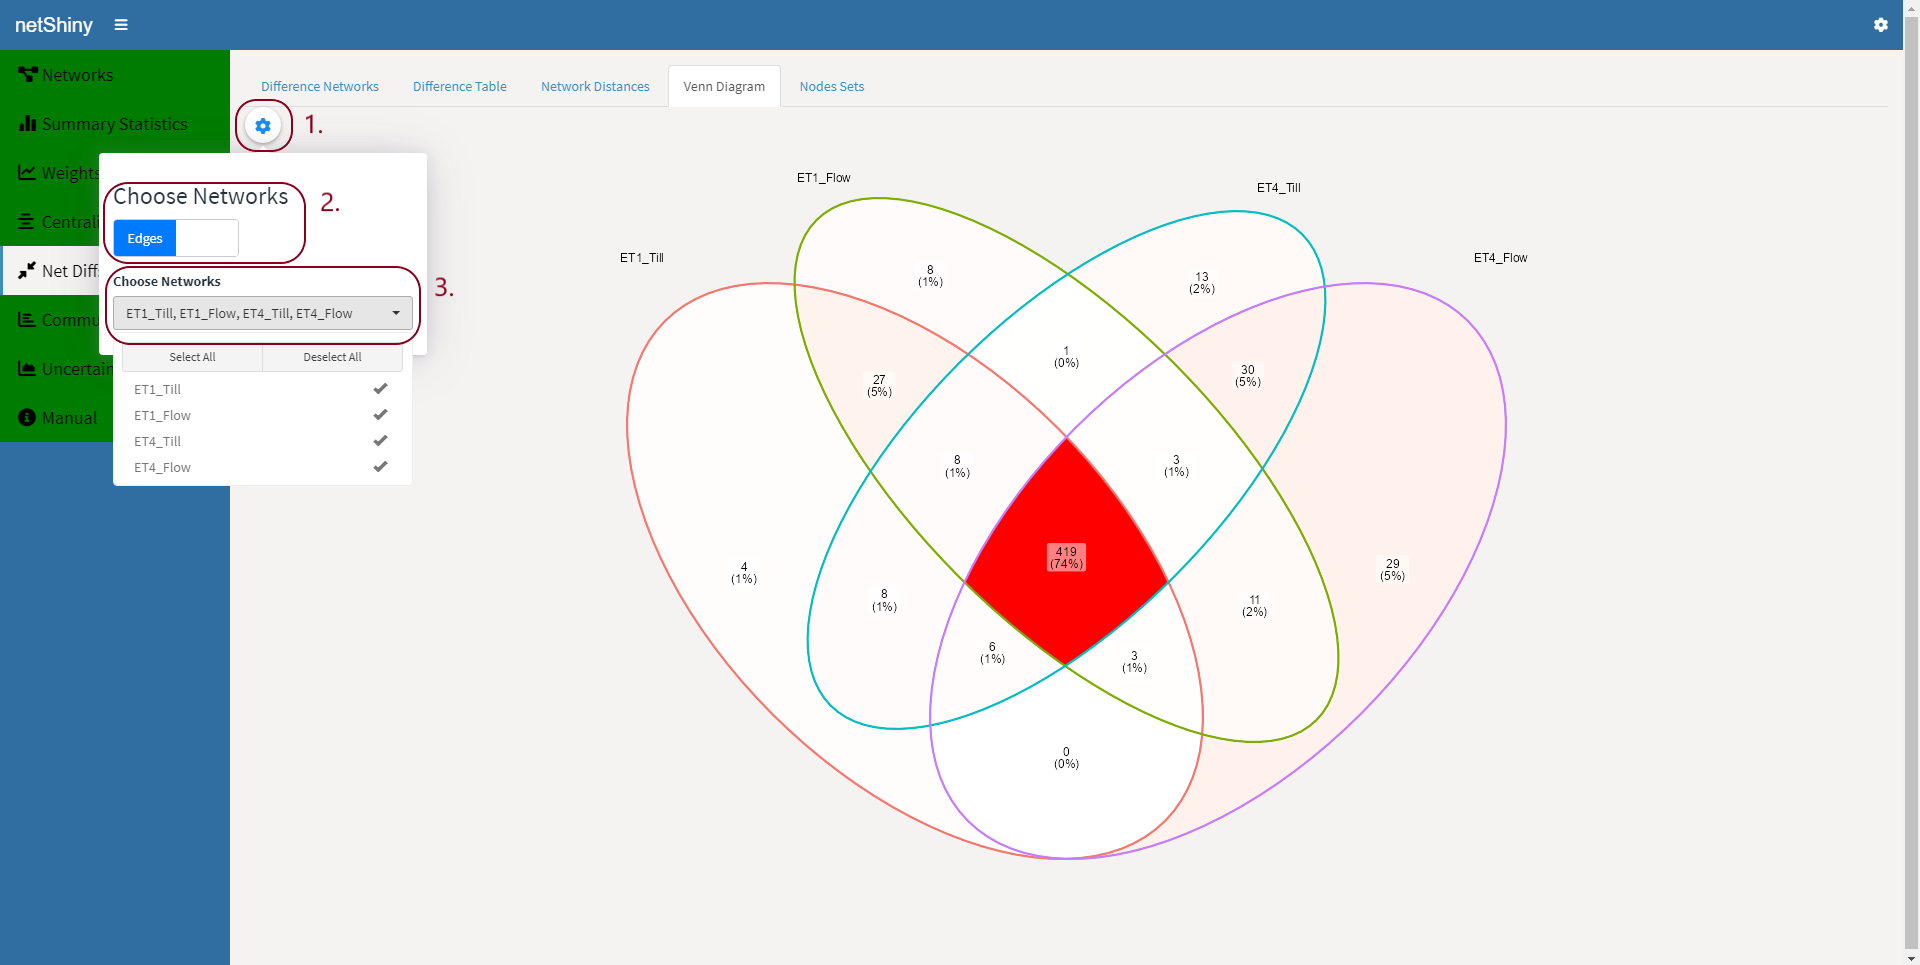 netShiny
Networks
Summary Statistics
Weights
Centrali
Net Diff
Commu
Uncertain
Manual
Difference Networks
Difference Table
Network Distances
Venn Diagram
Nodes Sets
1.
Choose Networks
2.
Edges
Choose Networks
3.
ET1_Till, ET1_Flow, ET4_Till, ET4_Flow
Select All
Deselect All
ET1_Till
ET1_Flow
ET4_Till
ET4_Flow
ET1_Flow
ET4_Till
ET1_Till
ET4_Flow
8
(1%)
13
(2%)
1
(0%)
27
(5%)
30
(5%)
8
(1%)
3
(1%)
419
(74%)
4
(1%)
29
(5%)
8
(1%)
11
(2%)
6
(1%)
3
(1%)
0
(0%)